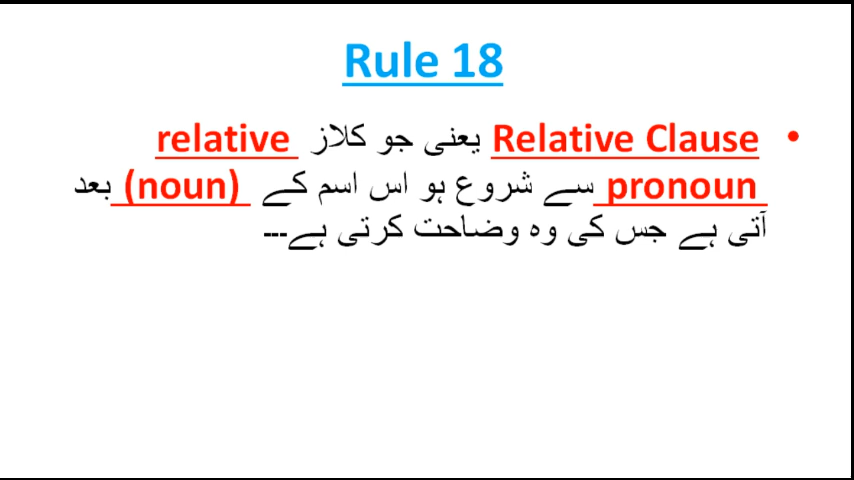 Rule 18
• Relative Clause یعنی جو کلاز relative
pronoun سے شروع ہو اس اسم کے (noun) بعد
آتی ہے جس کی وہ وضاحت کرتی ہے---